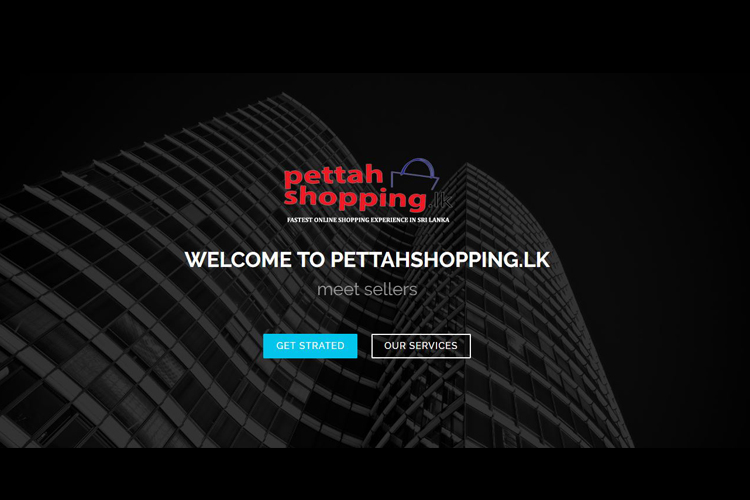 pettah
shopping.lk
FASTEST ONLINE SHOPPING EXPERIENCE IN SRI LANKA
WELCOME TO PETTAHSHOPPING.LK
meet sellers
GET STRATED
OUR SERVICES